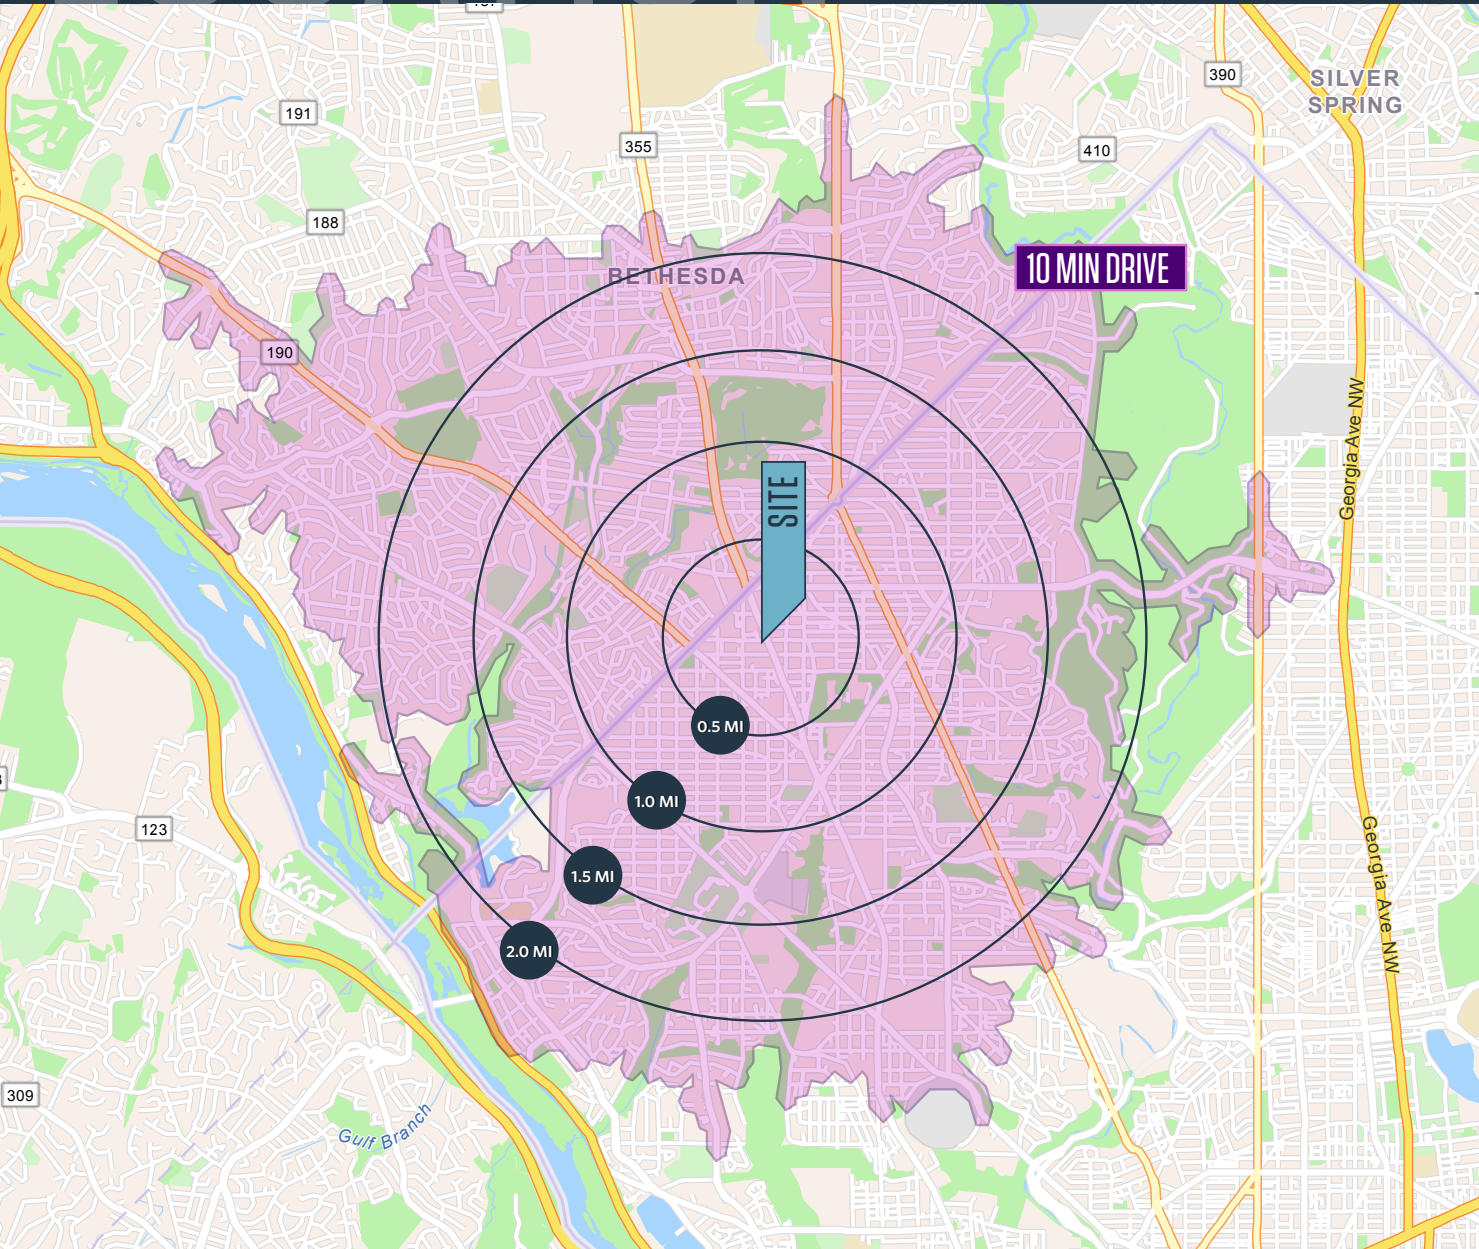 390
SILVER
SPRING
191
355
410
188
BETHESDA
10 MIN DRIVE
190
Georgia Ave NW
SITE
0.5 MI
1.0 MI
123
Georgia Ave NW
1.5 MI
2.0 MI
309
Gulf Branch